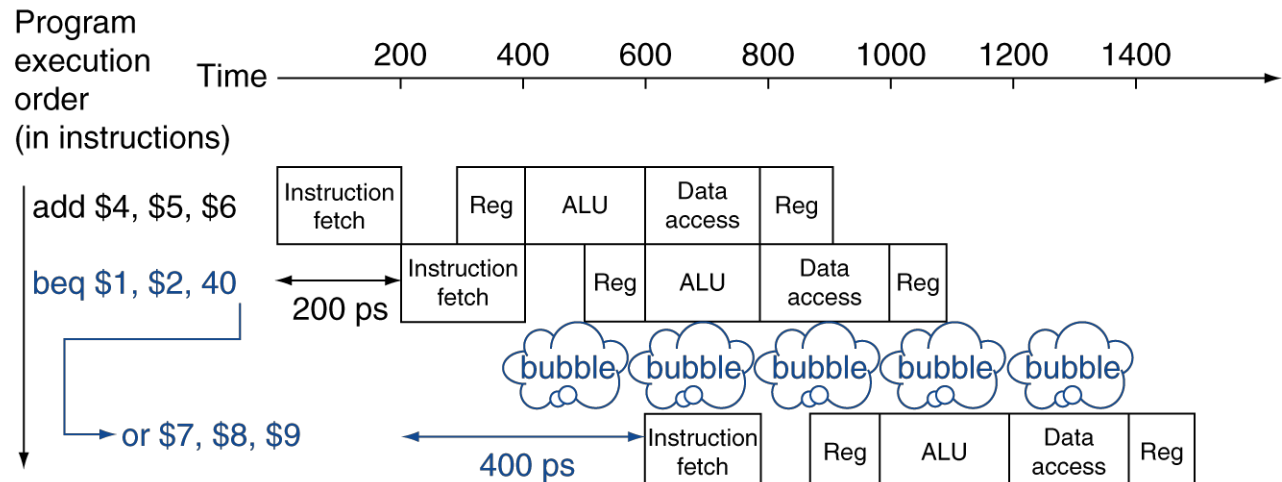 Program
execution
order
(in instructions)
Time
200 400 600 800 1000 1200 1400
add $4, $5, $6
Instruction
fetch
Reg
ALU
Data
access
Reg
beq $1, $2, 40
200 ps
Instruction
fetch
Reg
ALU
Data
access
Reg
bubble bubble bubble bubble bubble
or $7, $8, $9
400 ps
Instruction
fetch
Reg
ALU
Data
access
Reg